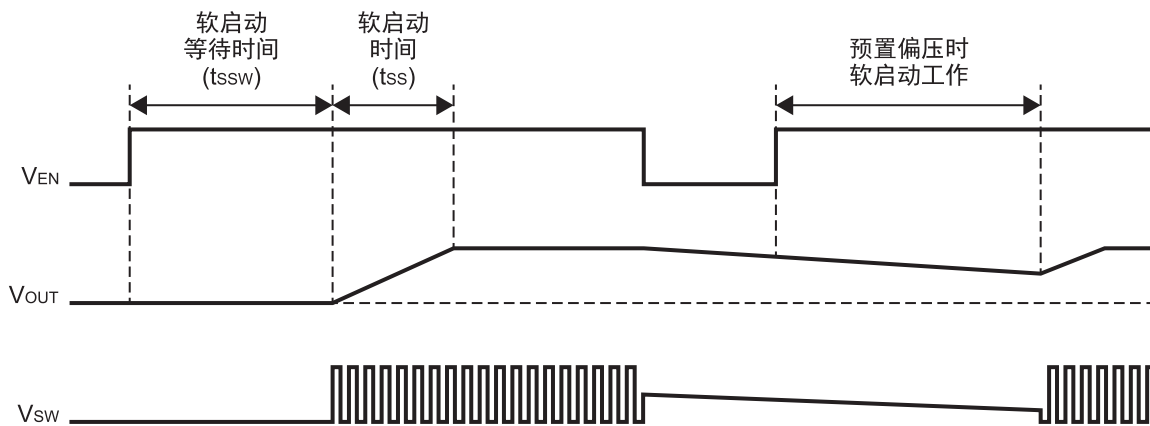 软启动
等待时间
(tssw)
软启动
时间
(tss)
预置偏压时
软启动工作
VEN
VOUT
VSW